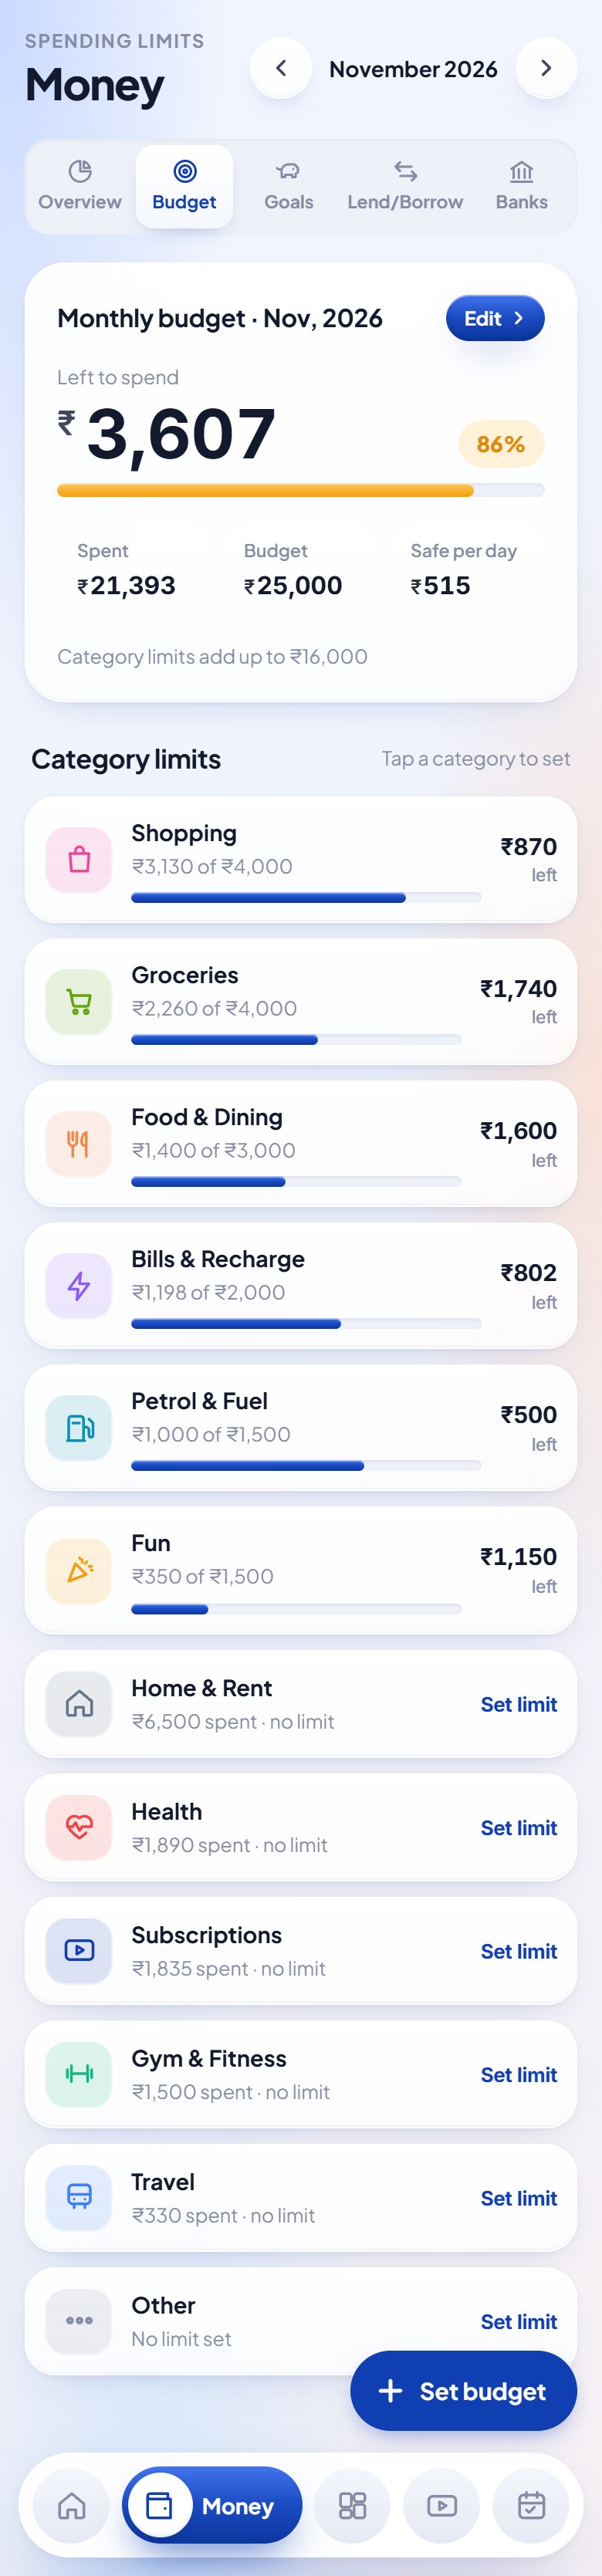 SPENDING LIMITS
Money
November 2026
Overview
Budget
Goals
Lend/Borrow
Banks
Monthly budget · Nov, 2026
Edit
Left to spend
₹ 3,607
86%
Spent
₹21,393
Budget
₹25,000
Safe per day
₹515
Category limits add up to ₹16,000
Category limits
Tap a category to set
Shopping
₹3,130 of ₹4,000
₹870
left
Groceries
₹2,260 of ₹4,000
₹1,740
left
Food & Dining
₹1,400 of ₹3,000
₹1,600
left
Bills & Recharge
₹1,198 of ₹2,000
₹802
left
Petrol & Fuel
₹1,000 of ₹1,500
₹500
left
Fun
₹350 of ₹1,500
₹1,150
left
Home & Rent
₹6,500 spent · no limit
Set limit
Health
₹1,890 spent · no limit
Set limit
Subscriptions
₹1,835 spent · no limit
Set limit
Gym & Fitness
₹1,500 spent · no limit
Set limit
Travel
₹330 spent · no limit
Set limit
Other
No limit set
Set limit
Set budget
Money